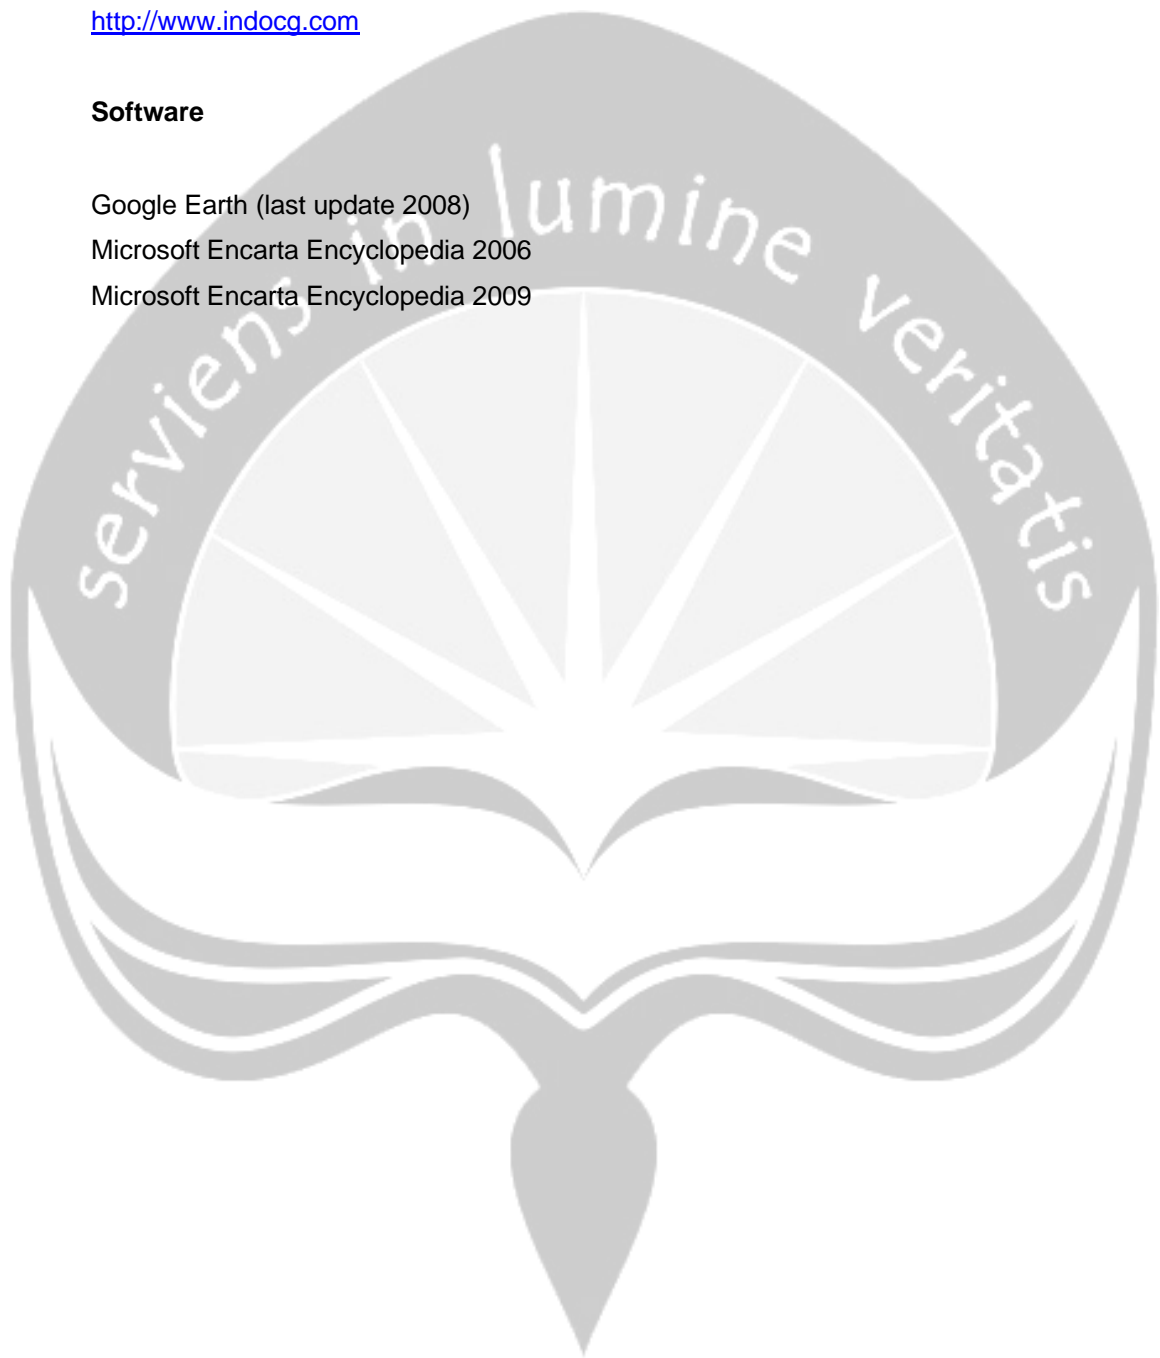 http://www.indocg.com
Software
Google Earth (last update 2008)
Microsoft Encarta Encyclopedia 2006
Microsoft Encarta Encyclopedia 2009
serviens in lumine veritatis